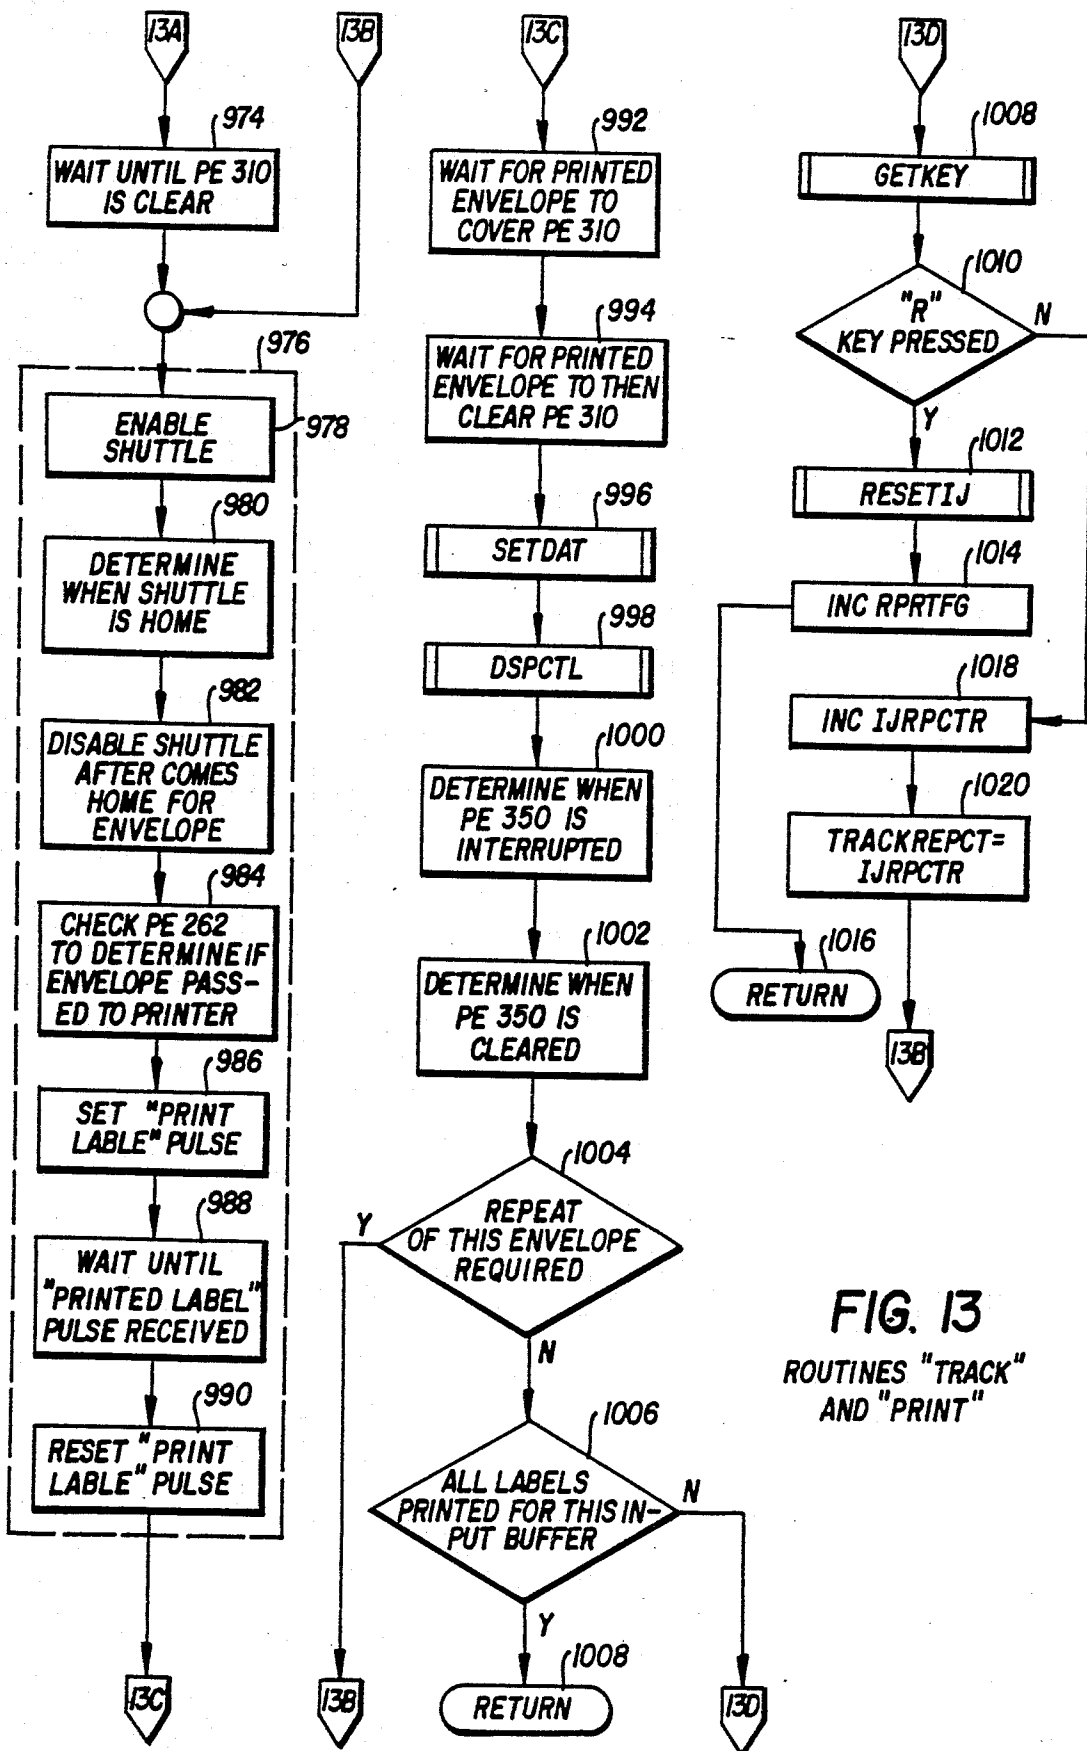 13A
974
WAIT UNTIL PE 310
IS CLEAR
13B
976
ENABLE
SHUTTLE
978
980
DETERMINE
WHEN SHUTTLE
IS HOME
982
DISABLE SHUTTLE
AFTER COMES
HOME FOR
ENVELOPE
984
CHECK PE 262
TO DETERMINE IF
ENVELOPE PASS-
ED TO PRINTER
986
SET "PRINT
LABLE" PULSE
988
WAIT UNTIL
"PRINTED LABEL"
PULSE RECEIVED
990
RESET "PRINT
LABLE" PULSE
13C
13C
992
WAIT FOR PRINTED
ENVELOPE TO
COVER PE 310
994
WAIT FOR PRINTED
ENVELOPE TO THEN
CLEAR PE 310
996
SETDAT
998
DSPCTL
1000
DETERMINE WHEN
PE 350 IS
INTERRUPTED
1002
DETERMINE WHEN
PE 350 IS
CLEARED
1004
REPEAT
OF THIS ENVELOPE
REQUIRED
Y
N
13B
1006
ALL LABELS
PRINTED FOR THIS IN-
PUT BUFFER
N
Y
1008
RETURN
13D
13D
1008
GETKEY
1010
"R"
KEY PRESSED
N
Y
1012
RESETIJ
1014
INC RPRTFG
1018
INC IJRPCTR
1020
TRACKREPCT=
IJRPCTR
1016
RETURN
13B
FIG. 13
ROUTINES "TRACK"
AND "PRINT"